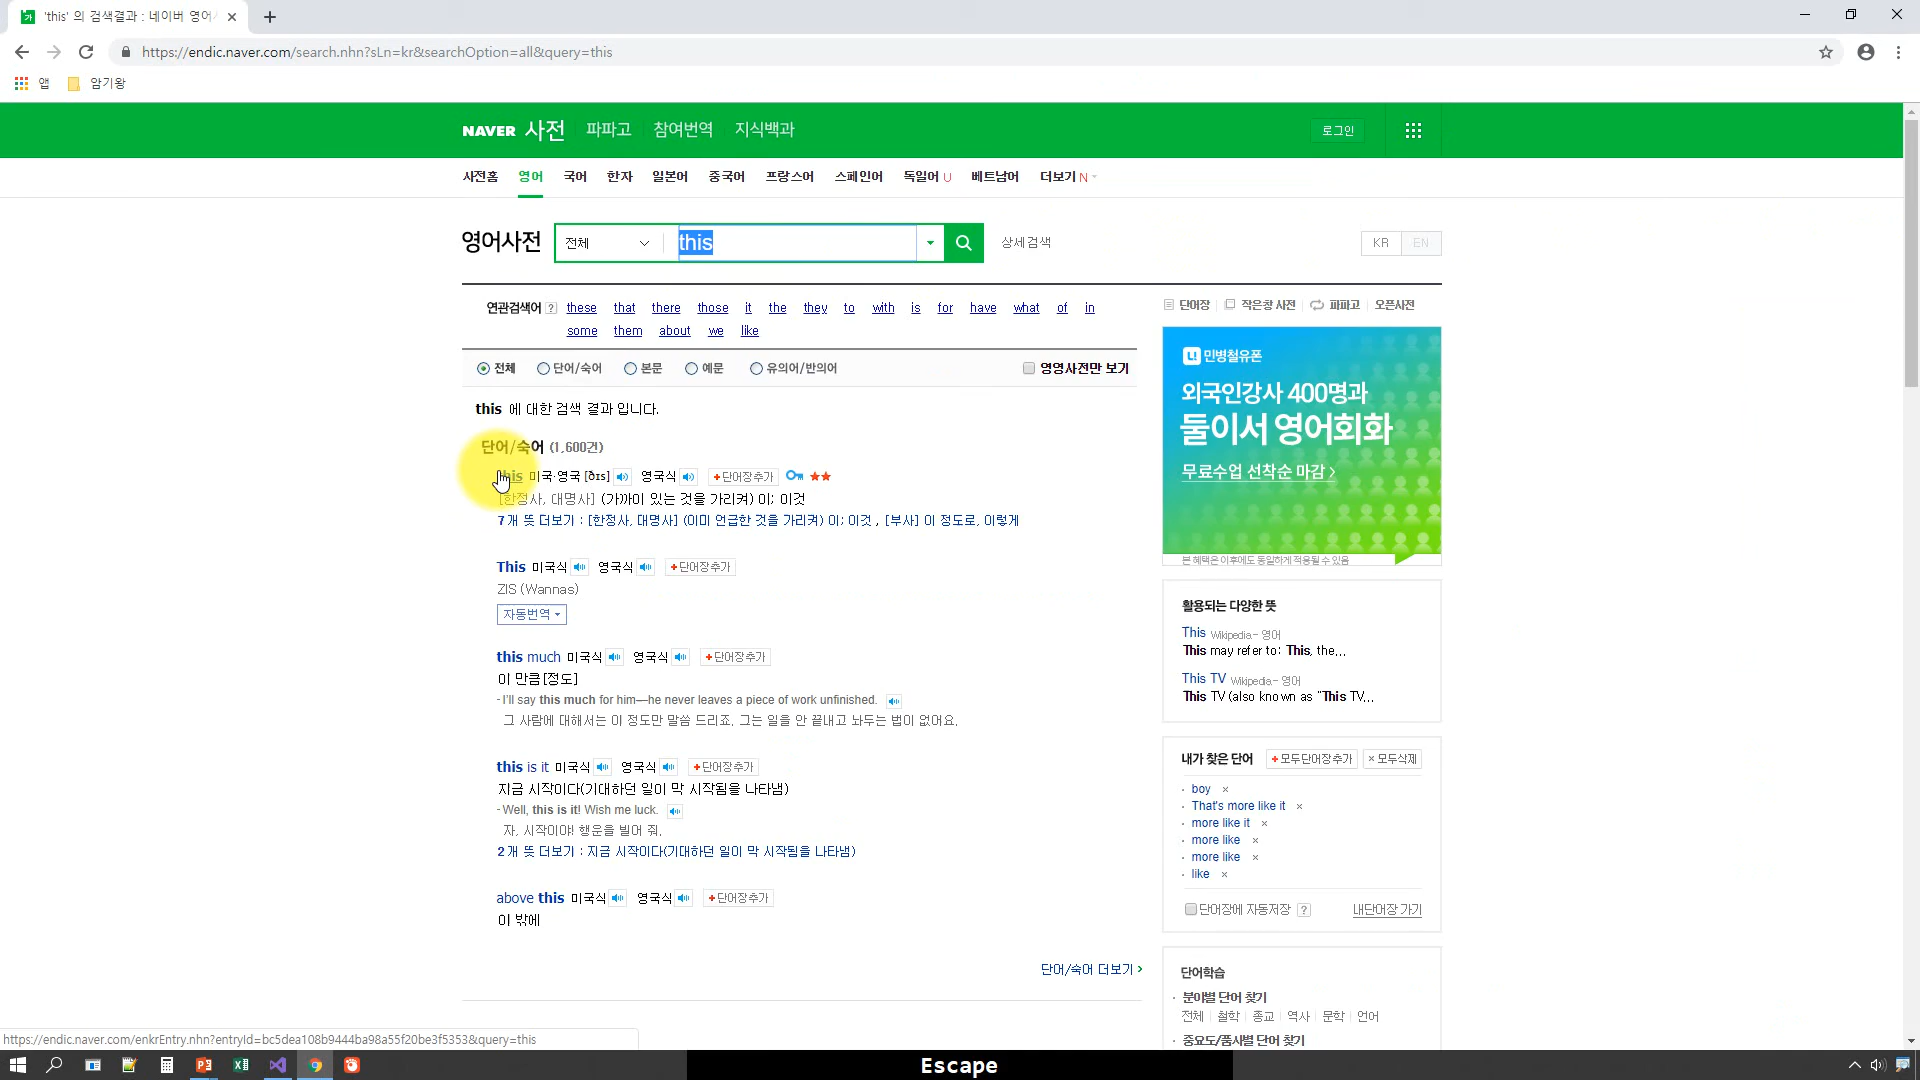 'this' 의 검색결과 : 네이버 영어
https://endic.naver.com/search.nhn?sLn=kr&searchOption=all&query=this
앱 암기왕
NAVER 사전 파파고 참여번역 지식백과 로그인
사전홈 영어 국어 한자 일본어 중국어 프랑스어 스페인어 독일어 U 베트남어 더보기 N
영어사전 전체 this 상세검색 KR EN
연관검색어 ? these that there those it the they to with is for have what of in
some them about we like
전체 단어/숙어 본문 예문 유의어/반의어 영영사전만 보기
this 에 대한 검색 결과 입니다.
단어/숙어 (1,600건)
this 미국·영국 [ðɪs] 영국식 +단어장추가 ★★
[한정사, 대명사] (가까이 있는 것을 가리켜) 이; 이것
7개 뜻 더보기 : [한정사, 대명사] (이미 언급한 것을 가리켜) 이; 이것 , [부사] 이 정도로, 이렇게
This 미국식 영국식 +단어장추가
ZIS (Wannas)
자동번역
this much 미국식 영국식 +단어장추가
이 만큼[정도]
- I'll say this much for him—he never leaves a piece of work unfinished.
그 사람에 대해서는 이 정도만 말씀 드리죠. 그는 일을 안 끝내고 놔두는 법이 없어요.
this is it 미국식 영국식 +단어장추가
지금 시작이다(기대하던 일이 막 시작됨을 나타냄)
- Well, this is it! Wish me luck.
자, 시작이야! 행운을 빌어 줘.
2개 뜻 더보기 : 지금 시작이다(기대하던 일이 막 시작됨을 나타냄)
above this 미국식 영국식 +단어장추가
이 밖에
단어/숙어 더보기 >
단어장 작은창 사전 파파고 오픈사전
U 민병철유폰
외국인강사 400명과
둘이서 영어회화
무료수업 선착순 마감 >
본 혜택은 이후에도 동일하게 적용될 수 있음
활용되는 다양한 뜻
This Wikipedia - 영어
This may refer to: This, the...
This TV Wikipedia - 영어
This TV (also known as "This TV...
내가 찾은 단어 +모두단어장추가 × 모두삭제
· boy ×
· That's more like it ×
· more like it ×
· more like ×
· more like ×
· like ×
단어장에 자동저장 ? 내단어장 가기
단어학습
· 분야별 단어 찾기
전체 철학 종교 역사 문학 언어
· 중요도/품사별 단어 찾기
https://endic.naver.com/enkrEntry.nhn?entryId=bc5dea108b9444ba98a55f20be3f5353&query=this
Escape